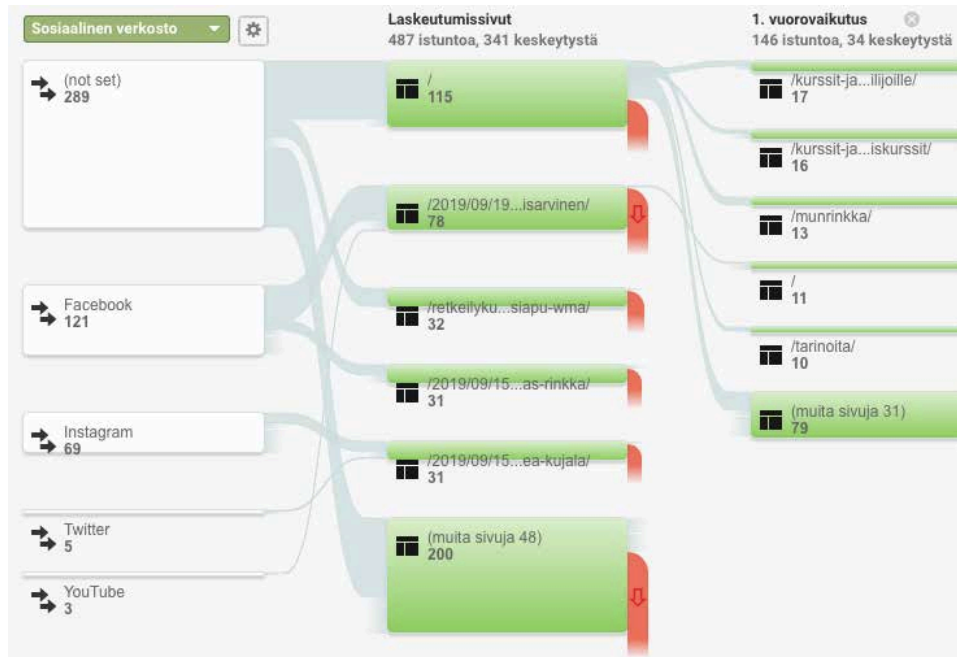 Sosiaalinen verkosto
(not set)
289
Facebook
121
Instagram
69
Twitter
5
YouTube
3
Laskeutumissivut
487 istuntoa, 341 keskeytystä
/
115
/2019/09/19...isarvinen/
78
/retkeilyku...siapu-wma/
32
/2019/09/15...as-rinkka/
31
/2019/09/15...ea-kujala/
31
(muita sivuja 48)
200
1. vuorovaikutus
146 istuntoa, 34 keskeytystä
/kurssit-ja...ilijoille/
17
/kurssit-ja...iskurssit/
16
/munrinkka/
13
/
11
/tarinoita/
10
(muita sivuja 31)
79